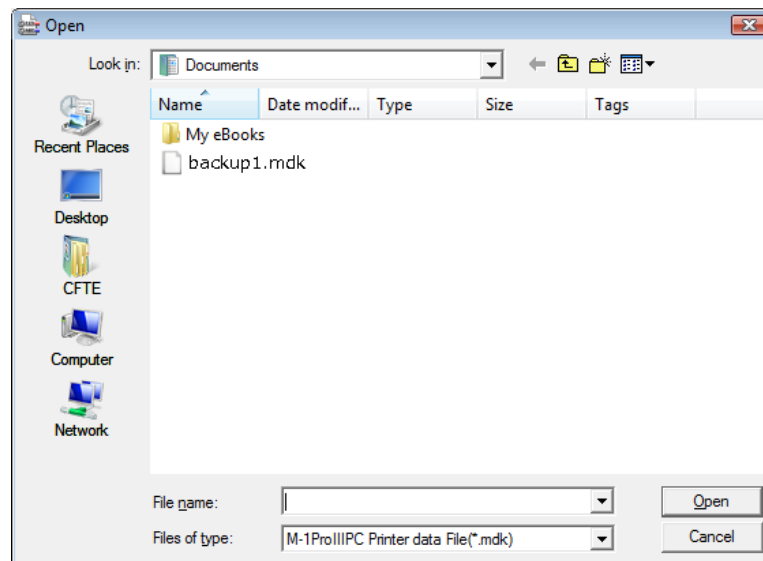 Open
Look in: Documents
Name Date modif... Type Size Tags
My eBooks
backup1.mdk
Recent Places
Desktop
CFTE
Computer
Network
File name: Open
Files of type: M-1ProIIIPC Printer data File(*.mdk) Cancel